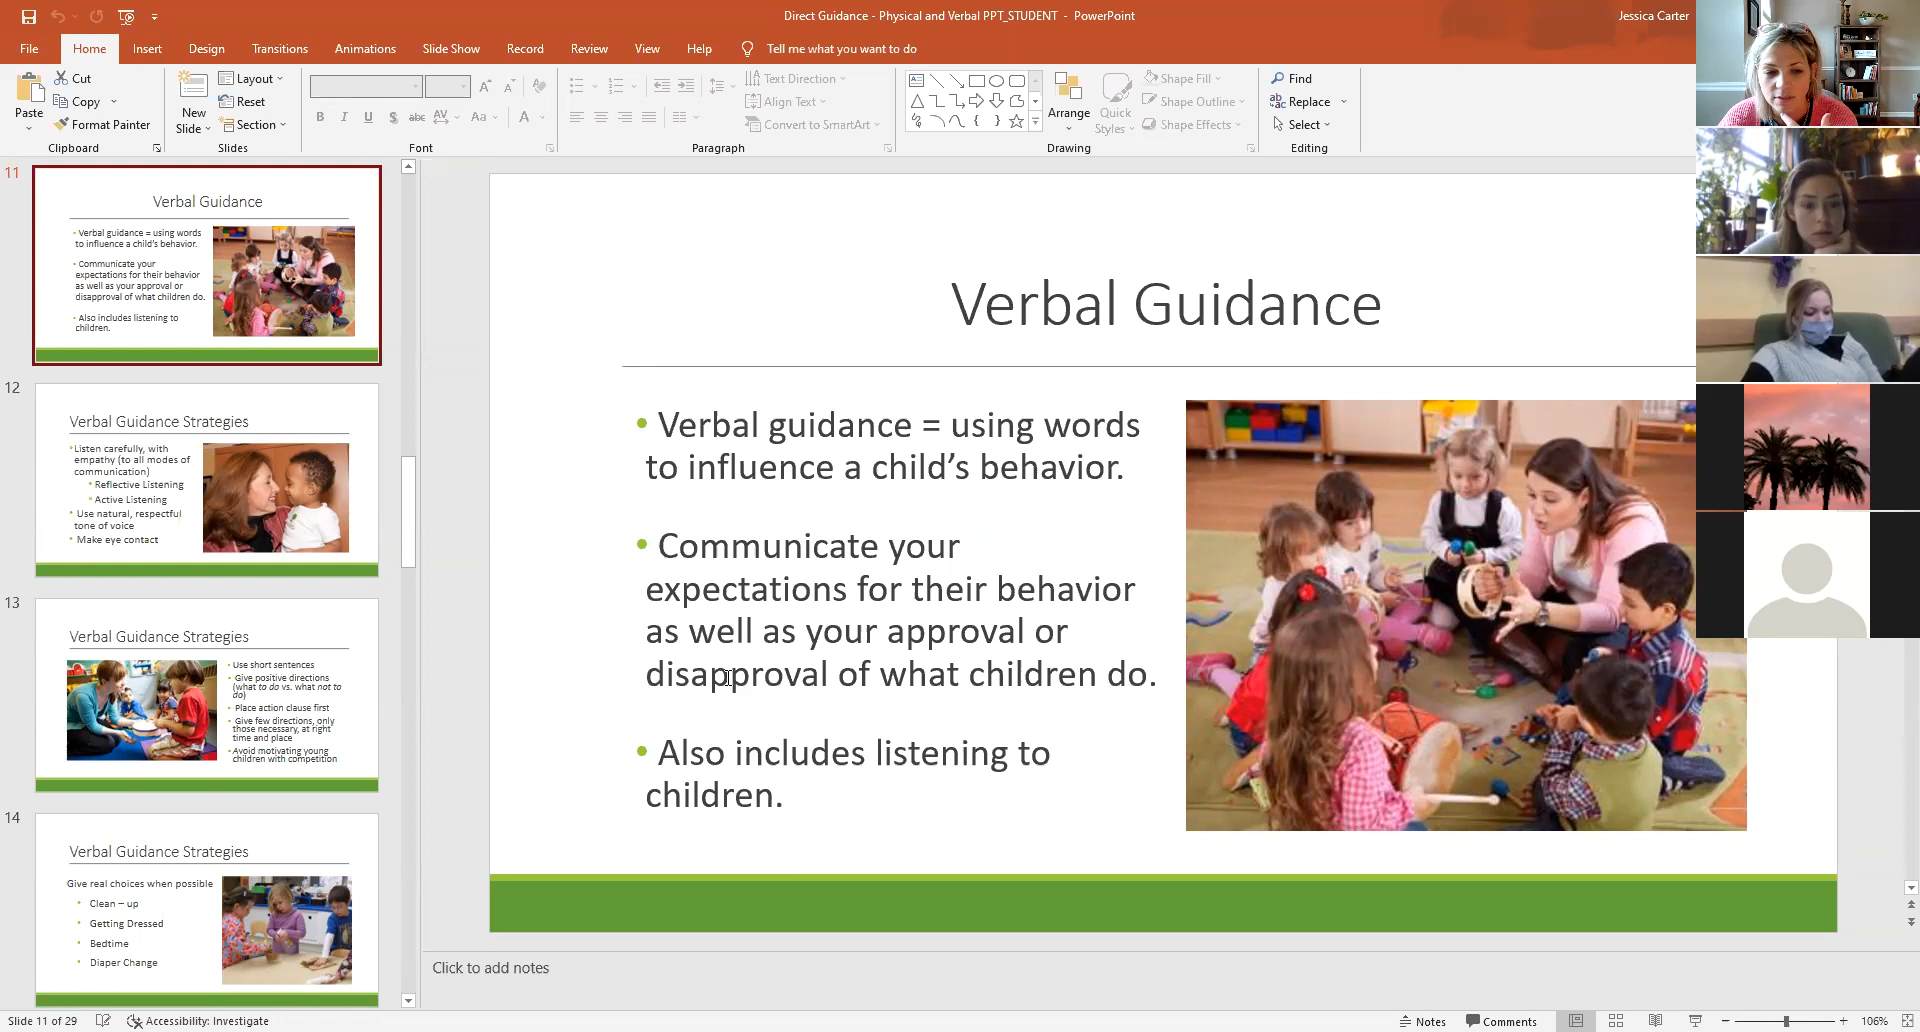 Direct Guidance - Physical and Verbal PPT_STUDENT - PowerPoint
Jessica Carter
File Home Insert Design Transitions Animations Slide Show Record Review View Help Tell me what you want to do
Paste
Cut
Copy
Format Painter
Clipboard
New
Slide
Layout
Reset
Section
Slides
B I U S abc AV Aa A
Font
Text Direction
Align Text
Convert to SmartArt
Paragraph
Arrange
Quick
Styles
Shape Fill
Shape Outline
Shape Effects
Drawing
Find
Replace
Select
Editing
11
Verbal Guidance
• Verbal guidance = using words
to influence a child's behavior.
• Communicate your
expectations for their behavior
as well as your approval or
disapproval of what children do.
• Also includes listening to
children.
12
Verbal Guidance Strategies
• Listen carefully, with
empathy (to all modes of
communication)
• Reflective Listening
• Active Listening
• Use natural, respectful
tone of voice
• Make eye contact
13
Verbal Guidance Strategies
• Use short sentences
• Give positive directions
(what to do vs. what not to
do)
• Place action clause first
• Give few directions, only
those necessary, at right
time and place
• Avoid motivating young
children with competition
14
Verbal Guidance Strategies
Give real choices when possible
• Clean – up
• Getting Dressed
• Bedtime
• Diaper Change
Verbal Guidance
• Verbal guidance = using words
to influence a child’s behavior.
• Communicate your
expectations for their behavior
as well as your approval or
disapproval of what children do.
• Also includes listening to
children.
Click to add notes
Slide 11 of 29
Accessibility: Investigate
Notes
Comments
106%